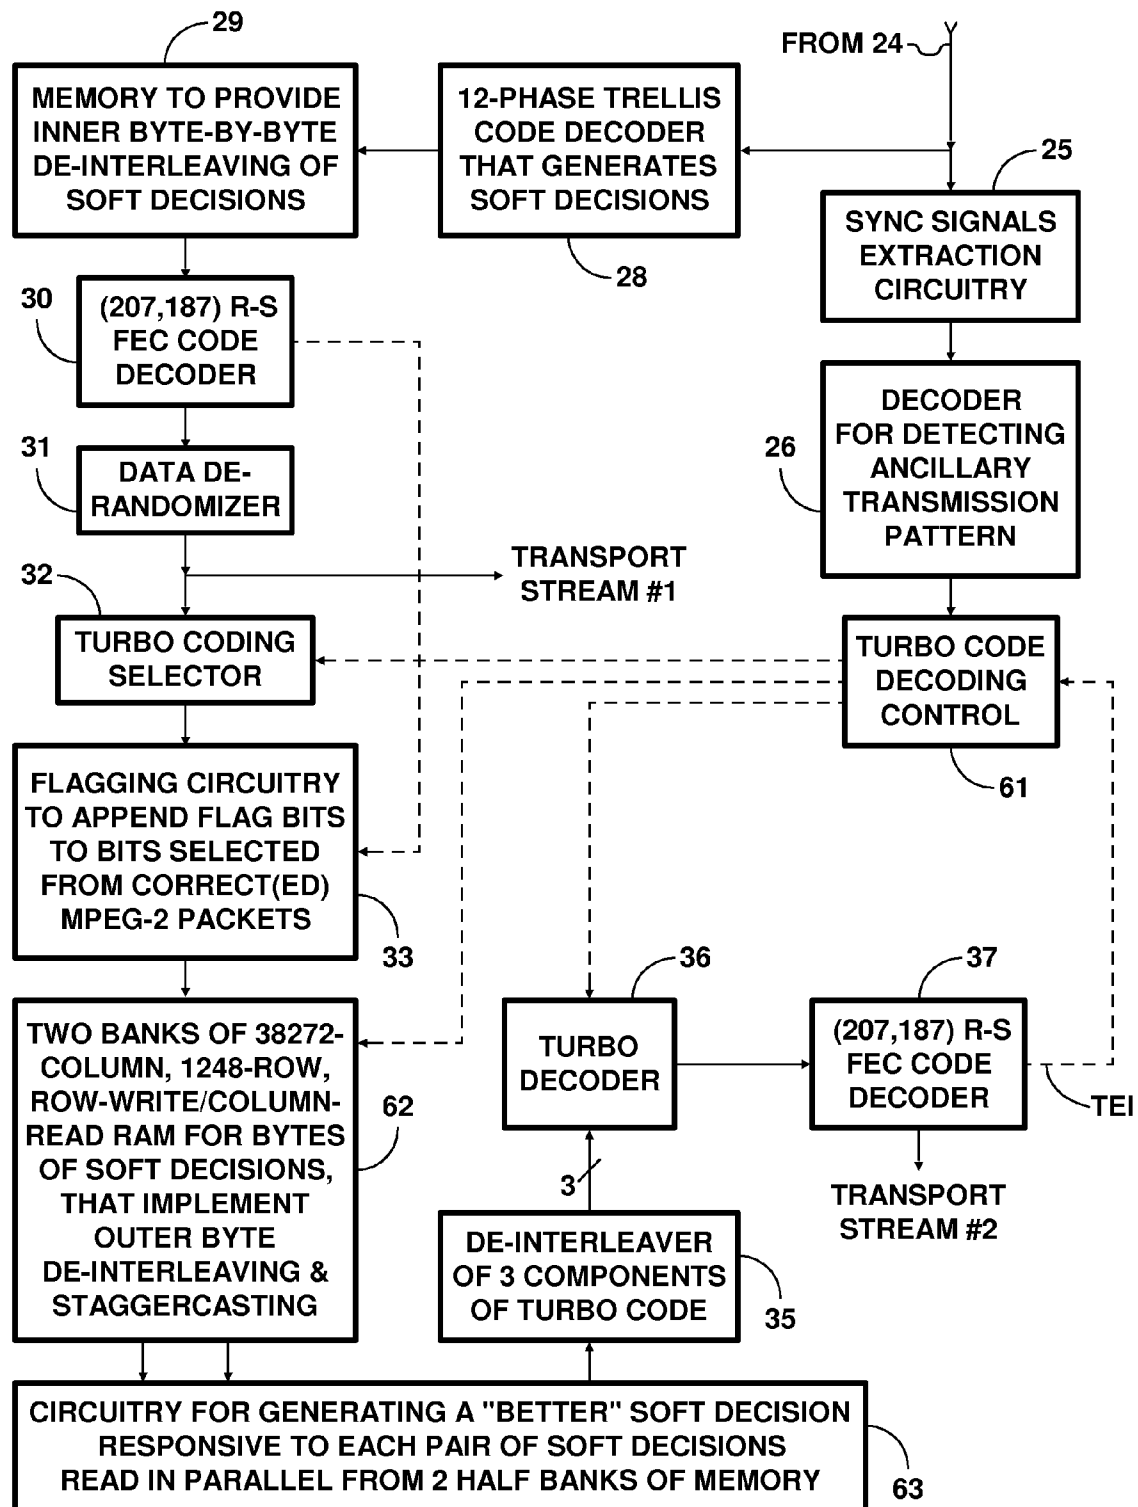 29
FROM 24
MEMORY TO PROVIDE
INNER BYTE-BY-BYTE
DE-INTERLEAVING OF
SOFT DECISIONS
12-PHASE TRELLIS
CODE DECODER
THAT GENERATES
SOFT DECISIONS
28
25
SYNC SIGNALS
EXTRACTION
CIRCUITRY
30
(207,187) R-S
FEC CODE
DECODER
26
DECODER
FOR DETECTING
ANCILLARY
TRANSMISSION
PATTERN
31
DATA DE-
RANDOMIZER
TRANSPORT
STREAM #1
32
TURBO CODING
SELECTOR
TURBO CODE
DECODING
CONTROL
61
FLAGGING CIRCUITRY
TO APPEND FLAG BITS
TO BITS SELECTED
FROM CORRECT(ED)
MPEG-2 PACKETS
33
36
37
TWO BANKS OF 38272-
COLUMN, 1248-ROW,
ROW-WRITE/COLUMN-
READ RAM FOR BYTES
OF SOFT DECISIONS,
THAT IMPLEMENT
OUTER BYTE
DE-INTERLEAVING &
STAGGERCASTING
62
TURBO
DECODER
(207,187) R-S
FEC CODE
DECODER
TEI
3
TRANSPORT
STREAM #2
DE-INTERLEAVER
OF 3 COMPONENTS
OF TURBO CODE
35
CIRCUITRY FOR GENERATING A "BETTER" SOFT DECISION
RESPONSIVE TO EACH PAIR OF SOFT DECISIONS
READ IN PARALLEL FROM 2 HALF BANKS OF MEMORY
63